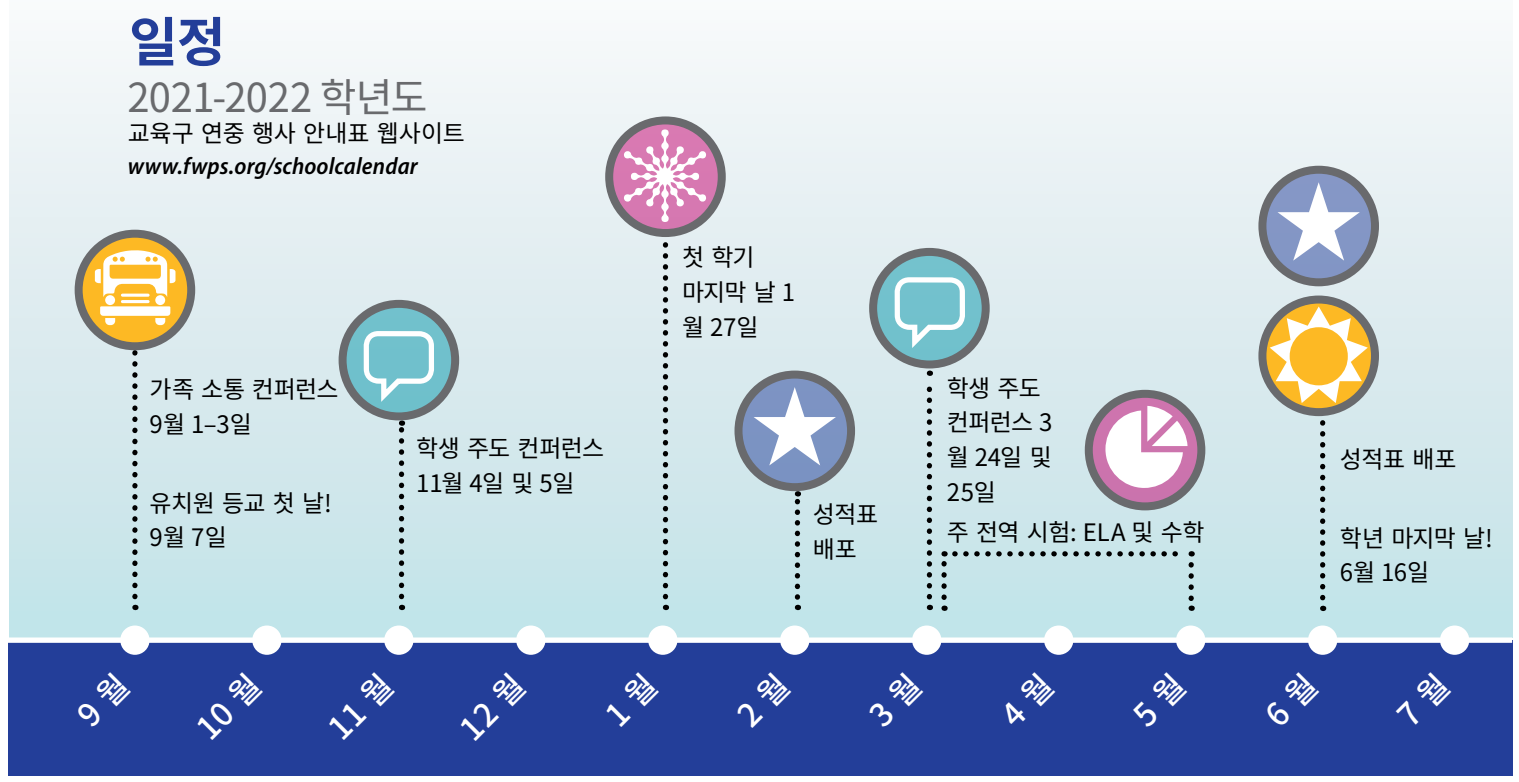 일정
2021-2022 학년도
교육구 연중 행사 안내표 웹사이트
www.fwps.org/schoolcalendar
가족 소통 컨퍼런스
9월 1–3일
유치원 등교 첫 날!
9월 7일
학생 주도 컨퍼런스
11월 4일 및 5일
첫 학기
마지막 날 1
월 27일
성적표
배포
학생 주도
컨퍼런스 3
월 24일 및
25일
주 전역 시험: ELA 및 수학
성적표 배포
학년 마지막 날!
6월 16일
9 월
10 월
11 월
12 월
1 월
2 월
3 월
4 월
5 월
6 월
7 월